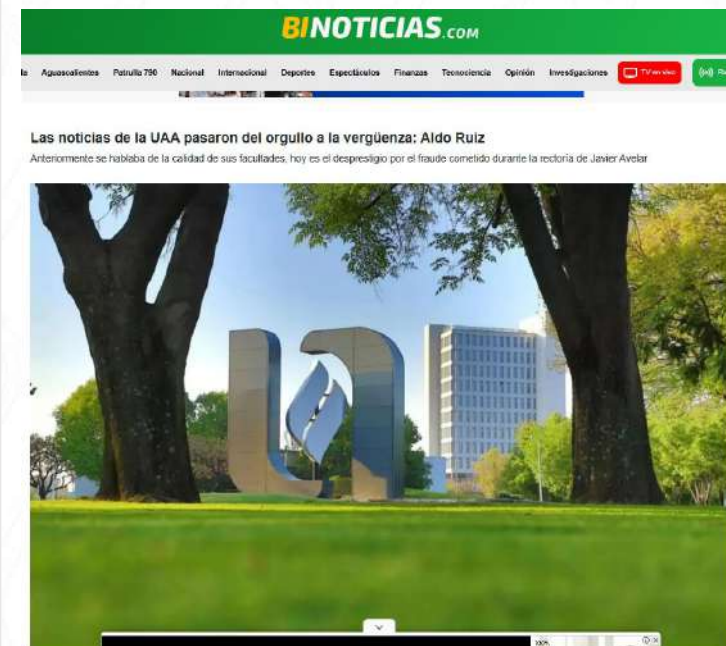 BINOTICIAS.COM
Aguascalientes Patrulla 790 Nacional Internacional Deportes Espectáculos Finanzas Tecnociencia Opinión Investigaciones TV en vivo
Las noticias de la UAA pasaron del orgullo a la vergüenza: Aldo Ruiz
Anteriormente se hablaba de la calidad de sus facultades, hoy es el desprestigio por el fraude cometido durante la rectoría de Javier Avelar